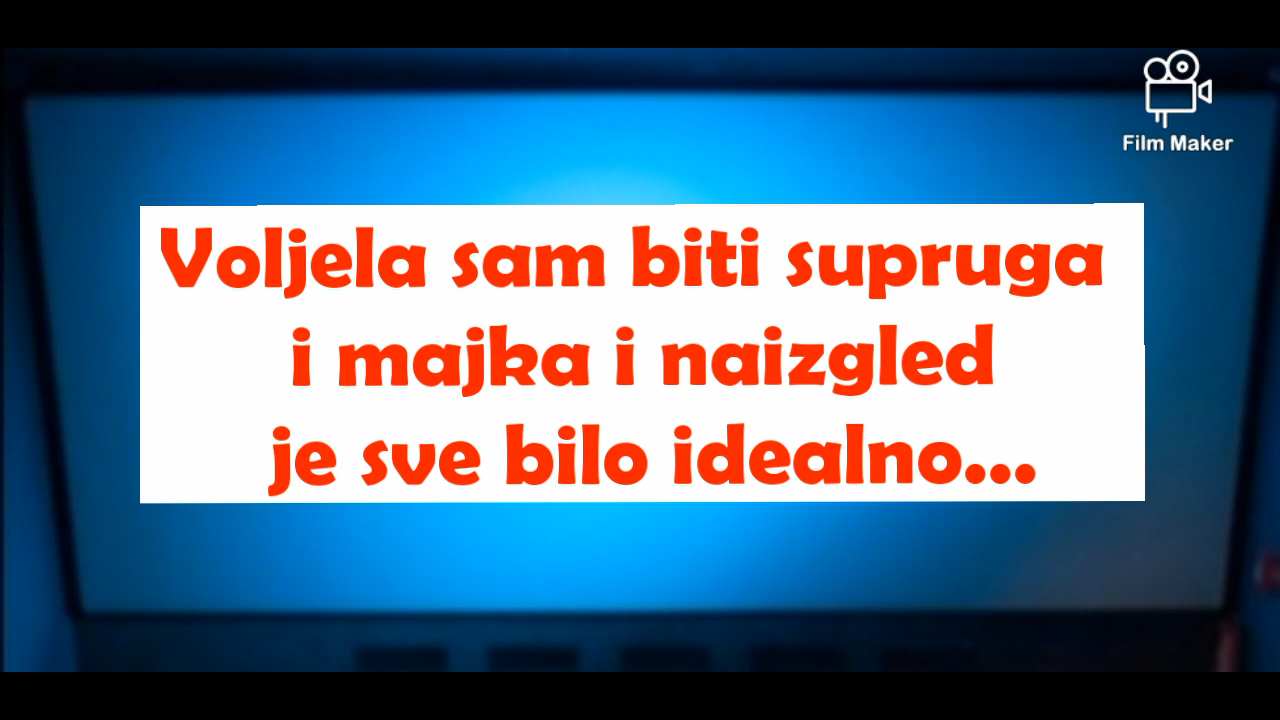 Film Maker
Voljela sam biti supruga
i majka i naizgled
je sve bilo idealno...